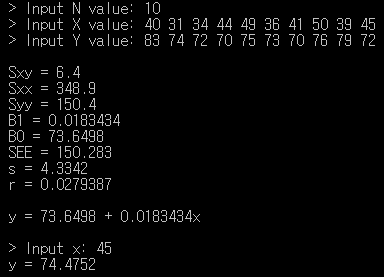 > Input N value: 10
> Input X value: 40 31 34 44 49 36 41 50 39 45
> Input Y value: 83 74 72 70 75 73 70 76 79 72
Sxy = 6.4
Sxx = 348.9
Syy = 150.4
B1 = 0.0183434
B0 = 73.6498
SEE = 150.283
s = 4.3342
r = 0.0279387
y = 73.6498 + 0.0183434x
> Input x: 45
y = 74.4752